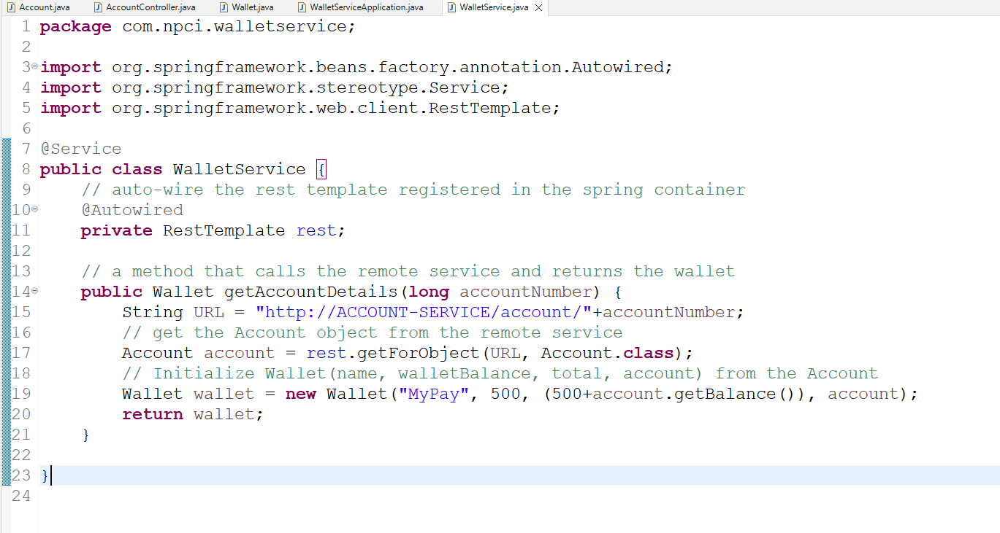 Account.java AccountController.java Wallet.java WalletServiceApplication.java WalletService.java
1 package com.npci.walletservice;
2
3 import org.springframework.beans.factory.annotation.Autowired;
4 import org.springframework.stereotype.Service;
5 import org.springframework.web.client.RestTemplate;
6
7 @Service
8 public class WalletService {
9 // auto-wire the rest template registered in the spring container
10 @Autowired
11 private RestTemplate rest;
12
13 // a method that calls the remote service and returns the wallet
14 public Wallet getAccountDetails(long accountNumber) {
15 String URL = "http://ACCOUNT-SERVICE/account/"+accountNumber;
16 // get the Account object from the remote service
17 Account account = rest.getForObject(URL, Account.class);
18 // Initialize Wallet(name, walletBalance, total, account) from the Account
19 Wallet wallet = new Wallet("MyPay", 500, (500+account.getBalance()), account);
20 return wallet;
21 }
22
23 }
24